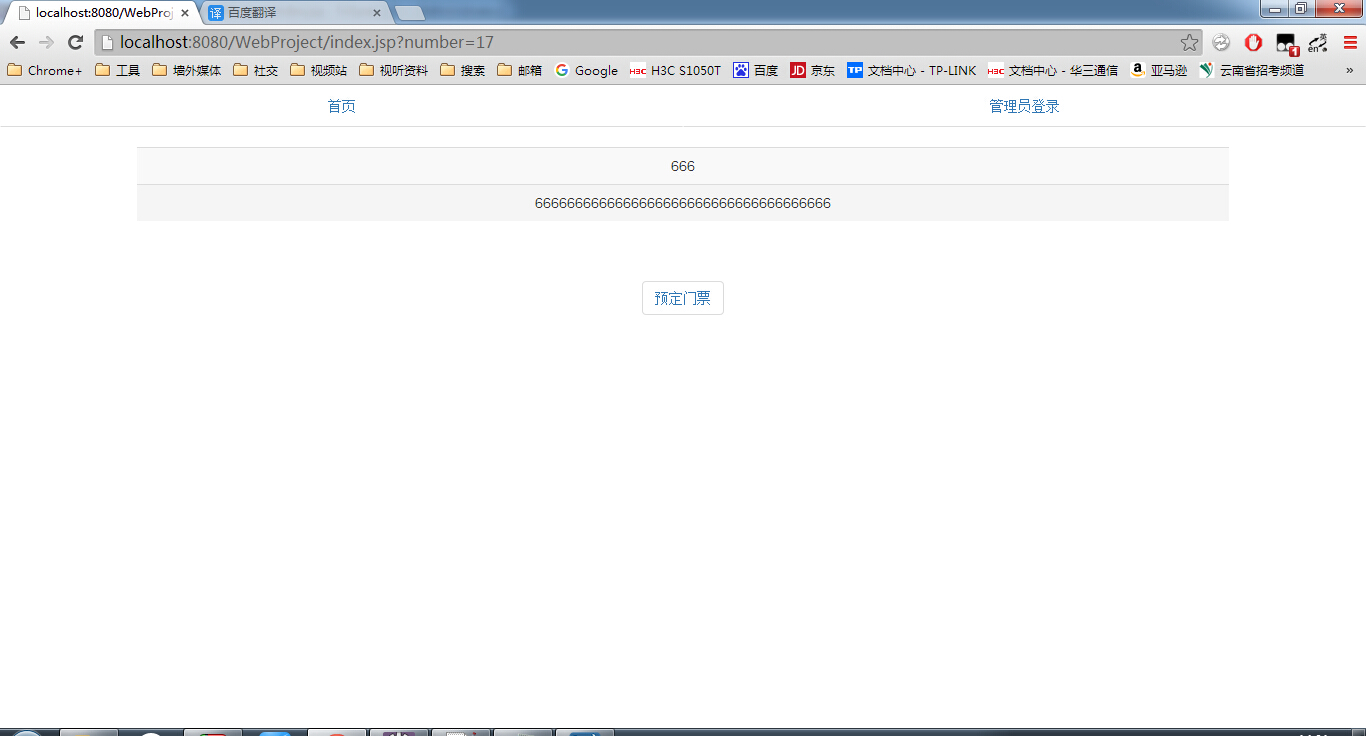 localhost:8080/WebProj
百度翻译
localhost:8080/WebProject/index.jsp?number=17
Chrome+ 工具 墙外媒体 社交 视频站 视听资料 搜索 邮箱 Google H3C S1050T 百度 京东 文档中心 - TP-LINK 文档中心 - 华三通信 亚马逊 云南省招考频道 »
首页 管理员登录
666
6666666666666666666666666666666666666
预定门票